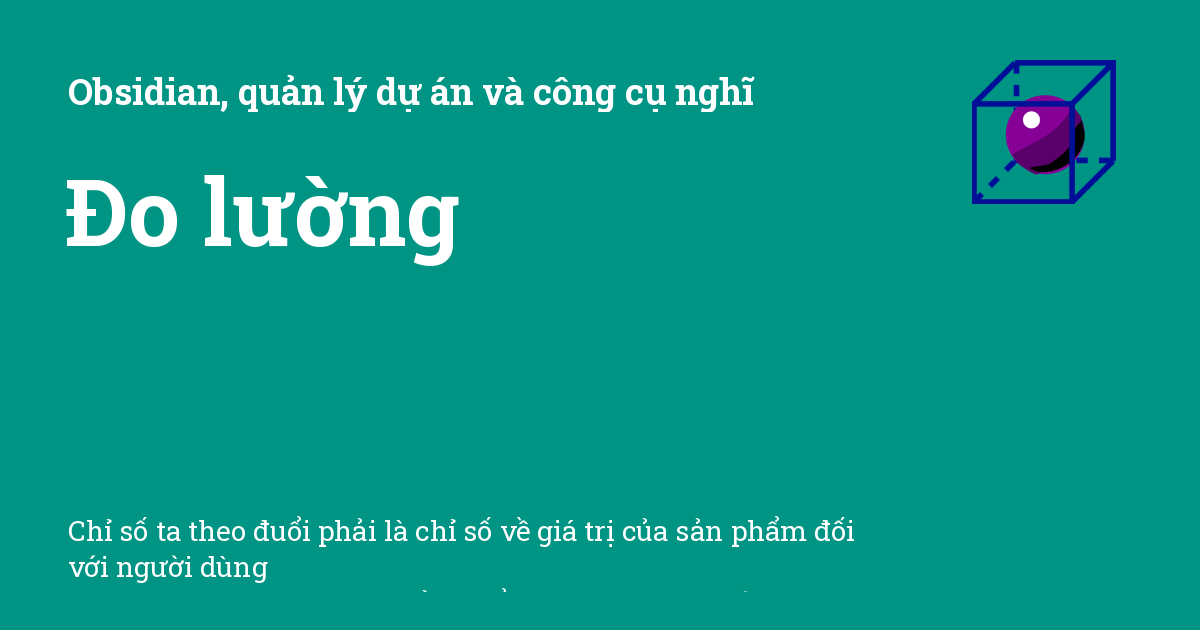 Obsidian, quản lý dự án và công cụ nghĩ
Đo lường
Chỉ số ta theo đuổi phải là chỉ số về giá trị của sản phẩm đối
với người dùng